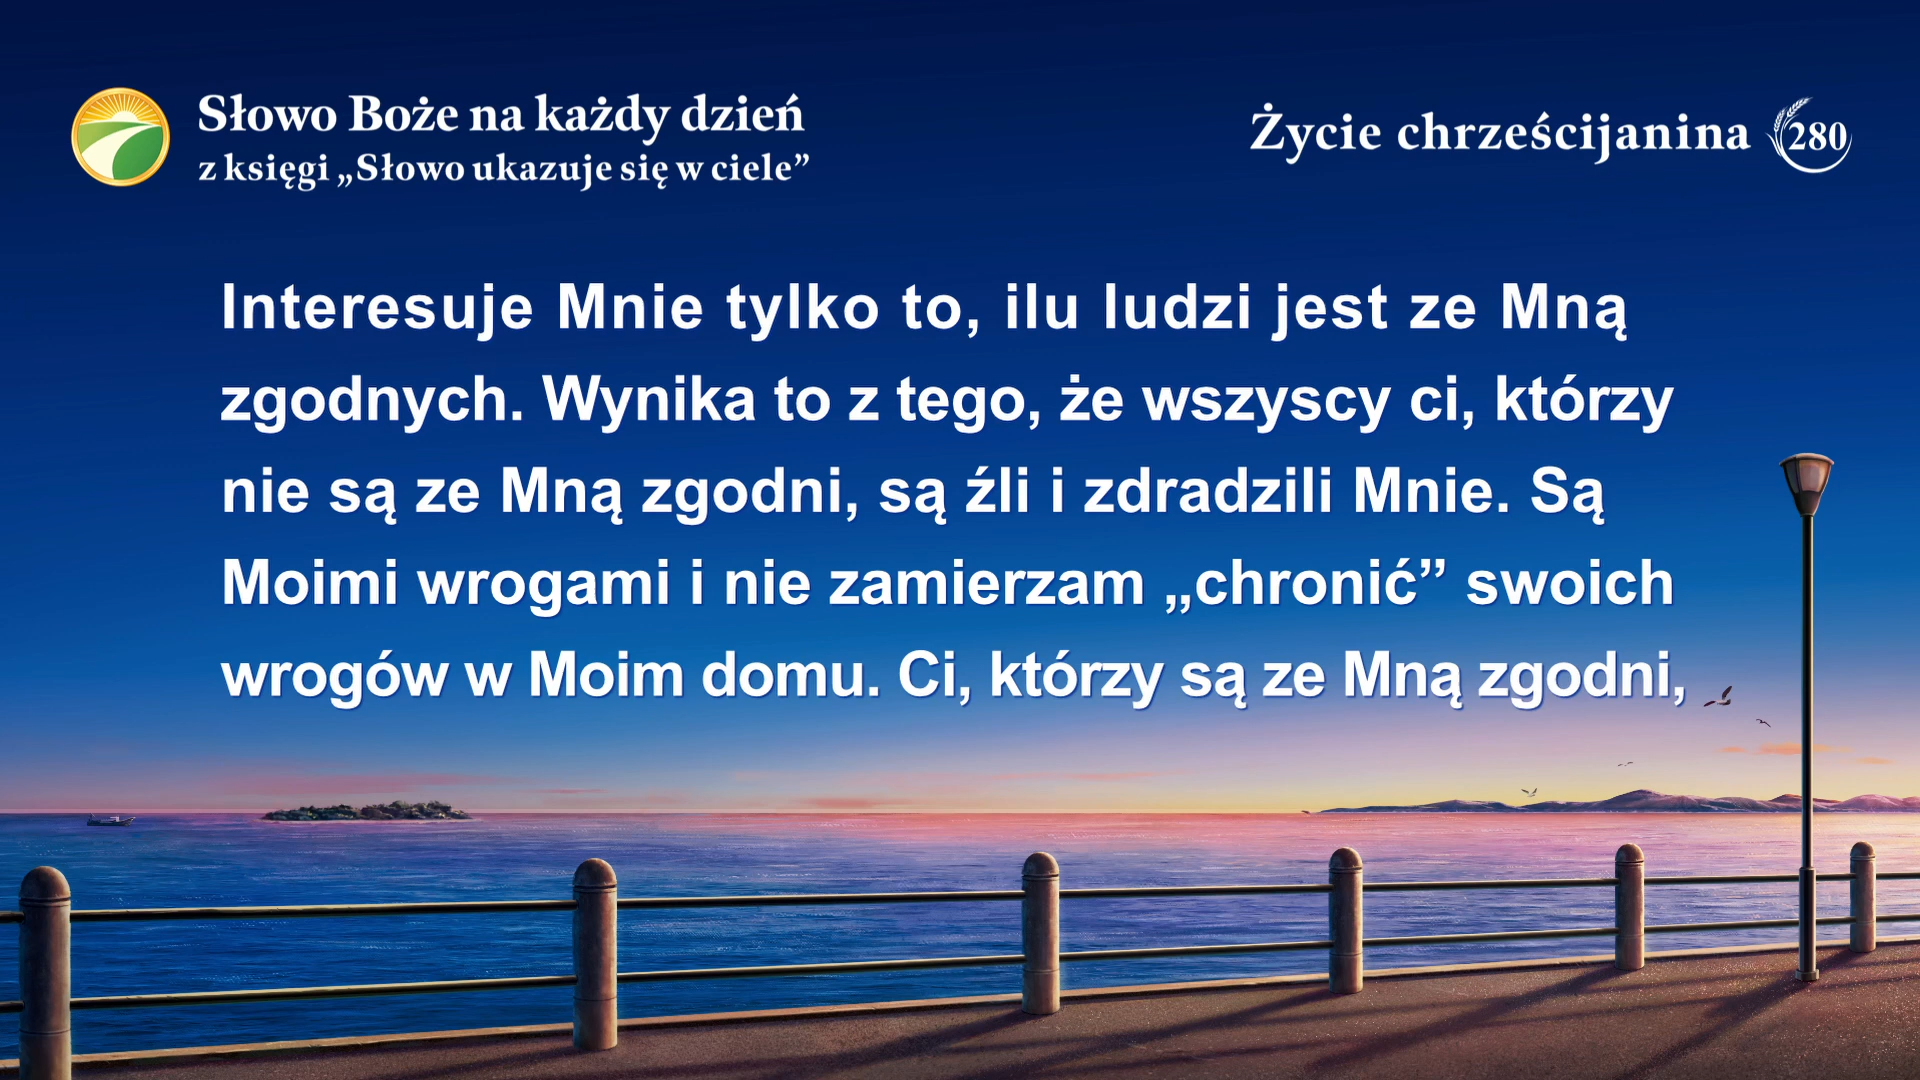 Słowo Boże na każdy dzień
z księgi „Słowo ukazuje się w ciele”
Życie chrześcijanina 280
Interesuje Mnie tylko to, ilu ludzi jest ze Mną
zgodnych. Wynika to z tego, że wszyscy ci, którzy
nie są ze Mną zgodni, są źli i zdradzili Mnie. Są
Moimi wrogami i nie zamierzam „chronić” swoich
wrogów w Moim domu. Ci, którzy są ze Mną zgodni,